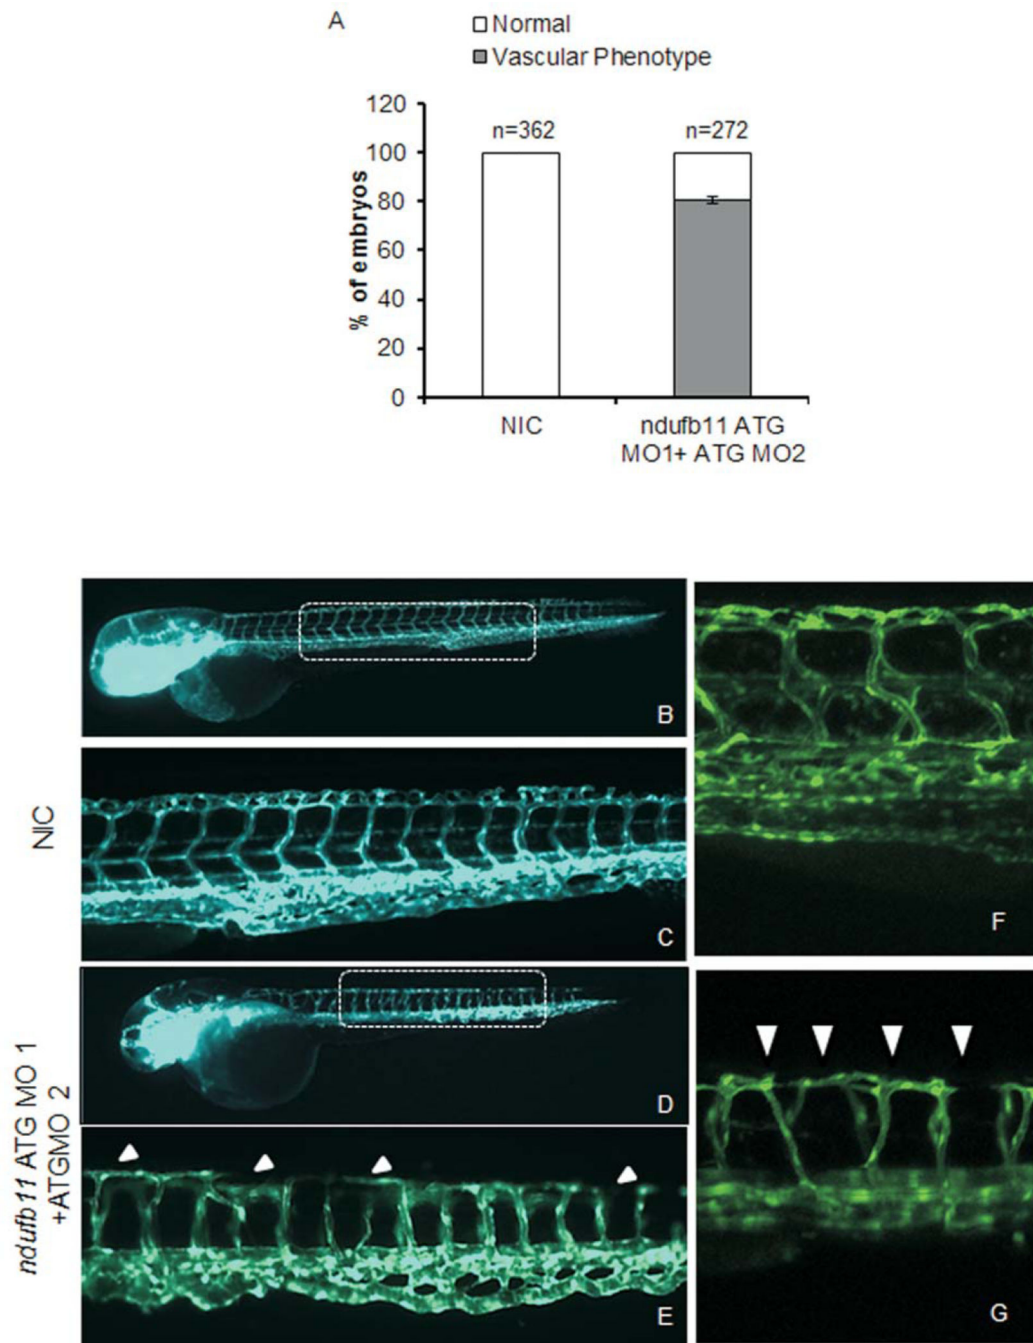 A
Normal
Vascular Phenotype
120
100
80
60
40
20
0
% of embryos
n=362
n=272
NIC
ndufb11 ATG
MO1+ ATG MO2
NIC
B
C
F
ndufb11 ATG MO 1
+ATGMO 2
D
E
G